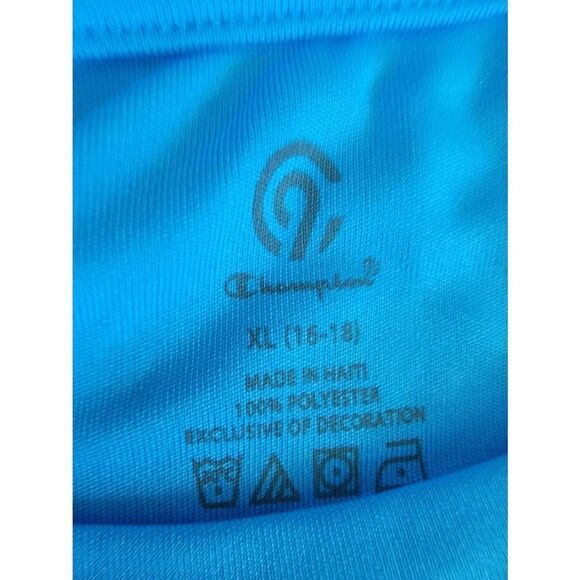 Champion
XL (16-18)
MADE IN HAITI
100% POLYESTER
EXCLUSIVE OF DECORATION